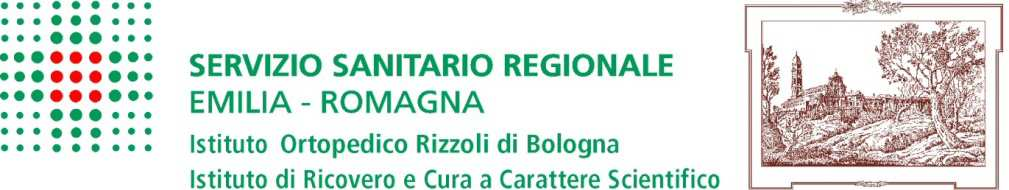 SERVIZIO SANITARIO REGIONALE
EMILIA - ROMAGNA
Istituto Ortopedico Rizzoli di Bologna
Istituto di Ricovero e Cura a Carattere Scientifico